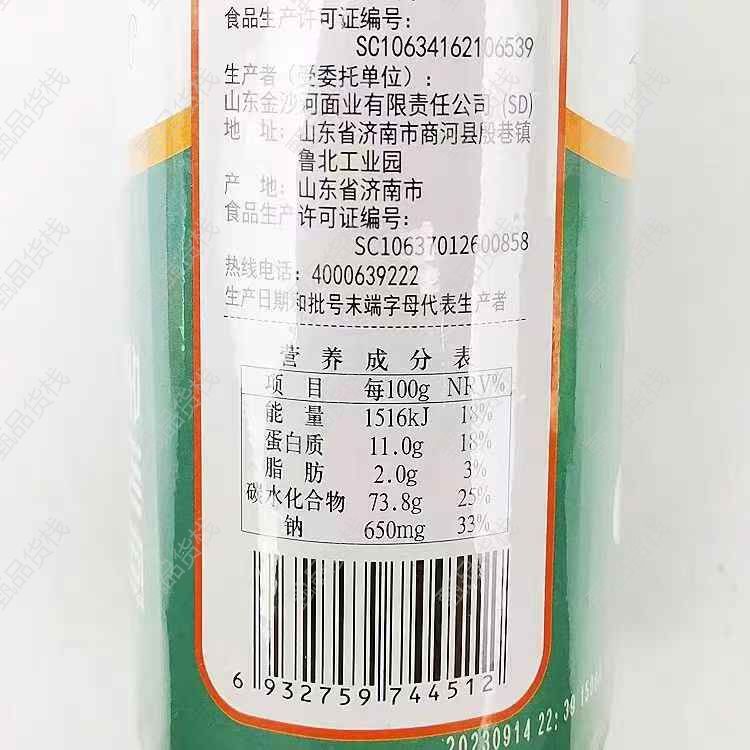 食品生产许可证编号:
SC10634162106539
生产者（受委托单位）:
山东金沙河面业有限责任公司(SD)
地 址: 山东省济南市商河县殷巷镇
鲁北工业园
产 地: 山东省济南市
食品生产许可证编号:
SC10637012600858
热线电话: 4000639222
生产日期和批号末端字母代表生产者
营养成分表
项 目 每100g NRV%
能 量 1516kJ 18%
蛋白质 11.0g 18%
脂 肪 2.0g 3%
碳水化合物 73.8g 25%
钠 650mg 33%
6 932759 744512
20230914 22:39
甄品货栈